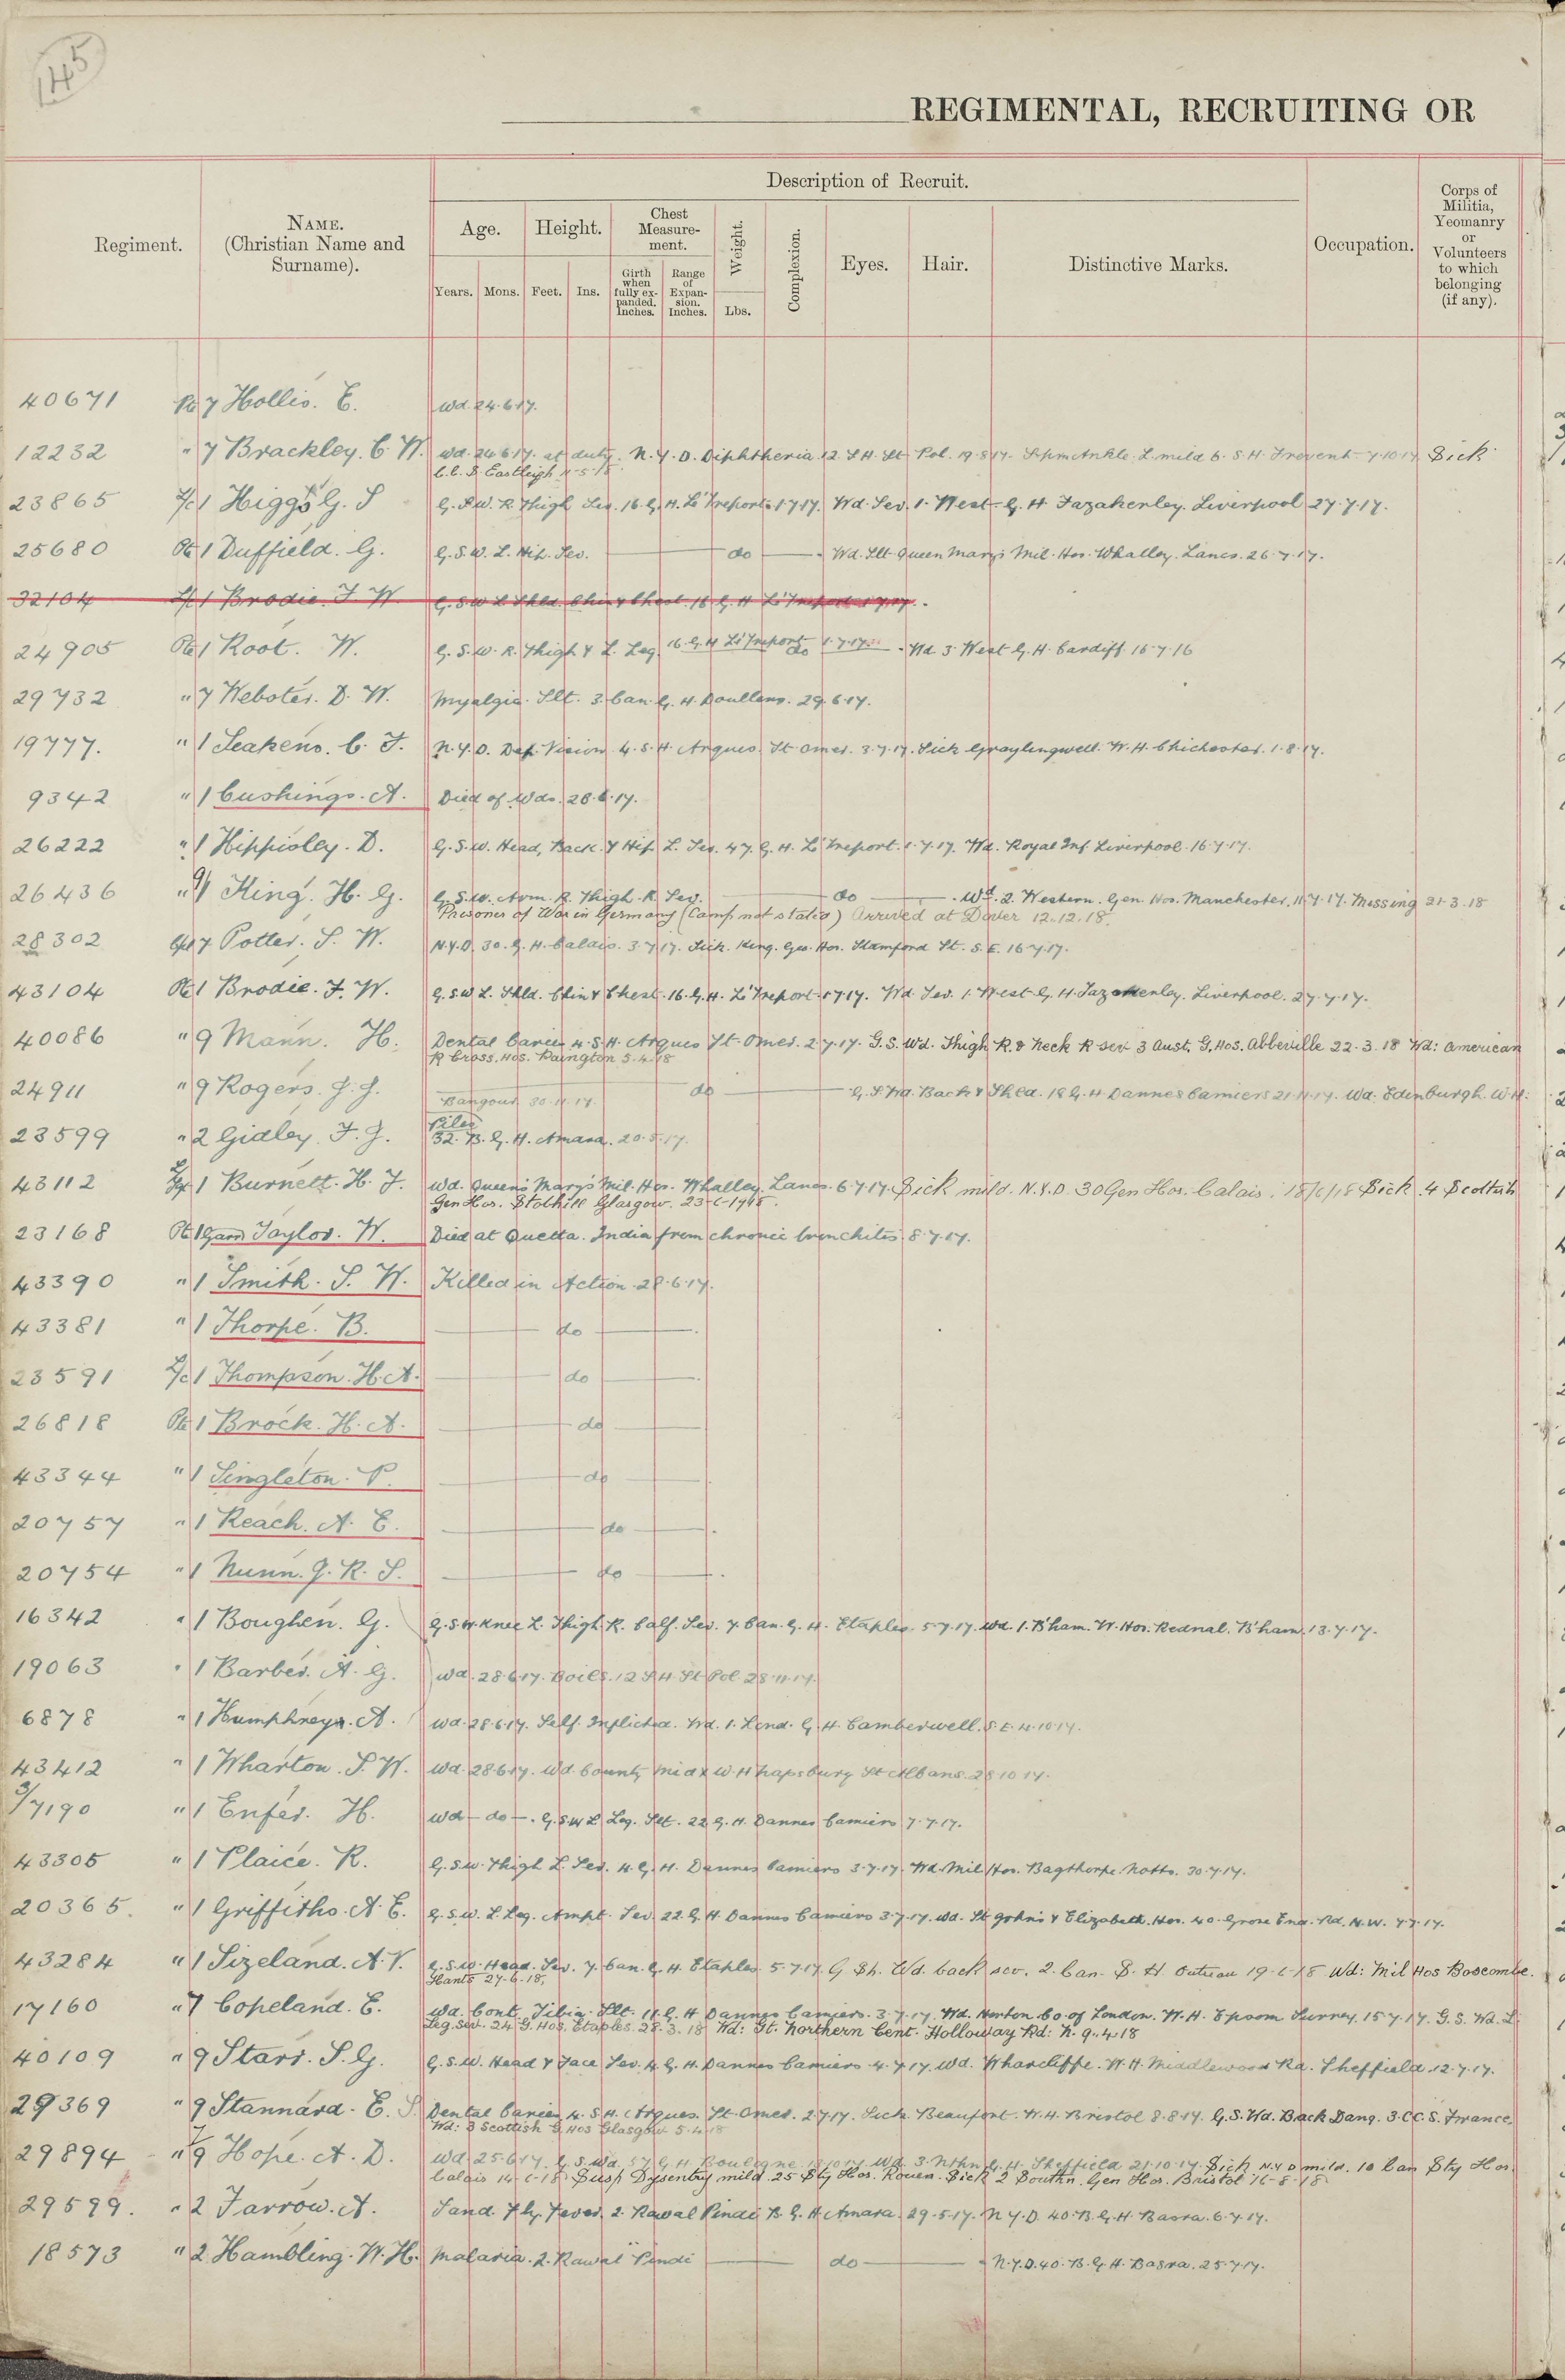 145
REGIMENTAL, RECRUITING OR
Description of Recruit.
Regiment.
NAME.
(Christian Name and
Surname).
Age.
Height.
Chest
Measure-
ment.
Weight.
Complexion.
Eyes.
Hair.
Distinctive Marks.
Occupation.
Corps of
Militia,
Yeomanry
or
Volunteers
to which
belonging
(if any).
Years.
Mons.
Feet.
Ins.
Girth
when
fully ex-
panded.
Inches.
Range
of
Expan-
sion.
Inches.
Lbs.
40671 Pte 7 Hollis. E. Wd. 24.6.17.
12232 " 7 Brackley. C. W. Wd. 24.6.17. at duty. N.Y.D. Diphtheria 12. S.H. St Pol. 19.8.17. Ankle. L. mild 6. S.H. Treport 7.10.17 Sick
C.C.D. Eastleigh 11-5-18
23865 L/c 1 Higgs G. S G.S.W. R. Thigh Sev. 16. G. H. Le Treport. 1.7.17. Wd. Sev. 1. West. G. H Fazakerley. Liverpool 27.7.17.
25680 Pte 1 Duffield. G. G.S.W. L. Hip. Sev. do Wd. Slt Queen Mary's Mil. Hos. Whalley. Lancs. 26.7.17.
32104 L/c 1 Brodie. F W. G.S.W L Shld. Chin & Chest. 16 G H Le Treport 1.7.17.
24905 Pte 1 Root. W. G.S.W. R. Thigh & L. Leg. 16. G. H Le Treport 1.7.17 do Wd 3 West G. H. Cardiff 16.7.16
29732 " 7 Webster. D. W. Myalgia. Slt. 3. Can. G. H. Doullens. 29.6.17.
19777. " 1 Seakens. C. F. N.Y.D. Def. Vision. 4. S. H. Arques. St Omer. 3.7.17. Sick Graylingwell. W. H. Chichester. 1.8.17.
9342 " 1 Cushings. A. Died of Wds. 28.6.17.
26222 " 1 Hippisley. D. G.S.W. Head, Back & Hip L. Sev. 47. G. H. Le Treport. 1.7.17. Wd. Royal Inf Liverpool. 16.7.17.
26436 " 9/1 King. H. G. G.S.W. Arm. R. Thigh. R. Sev. do Wd. 2. Western. Gen. Hos. Manchester. 11.7.17. Missing 21.3.18
Prisoner of War in Germany (Camp not stated) Arrived at Dover 12.12.18.
28302 Cpl 7 Potter. S. W. N.Y.D. 30. G. H. Calais. 3.7.17. Sick. King. Geo. Hos. Stamford St. S.E. 16.7.17.
43104 Pte 1 Brodie. F. W. G.S.W L. Shld. Chin & Chest. 16. G. H. Le Treport. 1.7.17. Wd. Sev. 1. West G. H. Fazakerley. Liverpool. 27.7.17.
40086 " 9 Mann. H. Dental Caries 4. S. H. Arques St. Omer. 2.7.17. G.S. Wd. Thigh R. & Neck R sev 3 Aust. G. Hos. Abbeville 22.3.18 Wd: American
R Cross. Hos. Paington 5.4.18
24911 " 9 Rogers. J. J. do G.S. Wd. Back & Shld. 18 G. H Dannes Camiers 21.11.17. Wd. Edinburgh. W.H.
Bangour 30.11.17.
23599 " 2 Gidley. F. J. Piles
32. B. G. H. Amara. 20.5.17.
43112 L/c 1 Burnett. H. F. Wd. Queen's Mary's Mil. Hos. Whalley. Lancs. 6.7.17. Sick mild. N.Y.D. 30 Gen Hos. Calais. 18/6/18 Sick. 4 Scottish
Gen Hos. Stobhill Glasgow. 23-6-1918.
23168 Pte 1 Garr Taylor. W. Died at Quetta. India from chronic bronchitis. 8.7.17.
43390 " 1 Smith. S. W. Killed in Action. 28.6.17.
43381 " 1 Thorpe. B. do
23591 L/c 1 Thompson. H. A. do
26818 Pte 1 Brock. H. A. do
43344 " 1 Singleton. P. do
20757 " 1 Reach. A. E. do
20754 " 1 Nunn. J. R. S. do
16342 " 1 Boughen. G. G.S.W. Knee L. Thigh R. Calf. Sev. 7. Can. G. H. Etaples. 5.7.17. Wd. 1. B'ham. W. Hos. Rednal. B'ham. 13.7.17.
19063 " 1 Barber. A. G. Wd. 28.6.17. Boils. 12 S H. St Pol 28.11.17.
6878 " 1 Humphreys. A. Wd. 28.6.17. Self. Inflicted. Wd. 1. Lond. G. H. Camberwell. S.E. 4.10.17.
43412 " 1 Wharton. S. W. Wd. 28.6.17. Wd. County Midx W. H Napsbury St Albans 28.10.17.
3/7190 " 1 Enfer. H. Wd - do -. G.S.W L Leg. Slt. 22. G. H. Dannes Camiers 7.7.17.
43305 " 1 Plaice. R. G.S.W. Thigh L. Sev. 4. G. H. Dannes Camiers 3.7.17. Wd. Mil Hos. Bagthorpe. Notts. 30.7.17.
20365. " 1 Griffiths. A. E. G.S.W. L. Leg. Ampt. Sev 22. G. H Dannes Camiers 3.7.17. Wd. St John's & Elizabeth. Hos. 40. Grove End. Rd. N.W. 7.7.17.
43284 " 1 Sizeland. A. V. G.S.W. Head. Sev. 7. Can. G. H. Etaples. 5.7.17. G Sh. Wd. back sev. 2. Can. S. H. Outreau 19.6.18 Wd: Mil Hos Boscombe.
Hants 27.6.18.
17160 " 7 Copeland. E. Wd. Cont. Tibia. Slt. 11. G. H Dannes Camiers. 3.7.17. Wd. Horton. Co. of London. W. H. Epsom Surrey. 15.7.17. G.S. Wd. L
Leg. Sev. 24 G. Hos. Etaples. 28.3.18 Wd: Gt. Northern Cent. Holloway Rd. N. 9.4.18
40109 " 9 Starr. S. G. G.S.W. Head & Face Sev. 4. G. H. Dannes Camiers 4.7.17. Wd. Wharcliffe. W. H. Middlewood Rd. Sheffield. 12.7.17.
29369 " 9 Stannard. E. S Dental Caries 4. S. H. Arques. St Omer. 2.7.17. Sick. Beaufort. W. H. Bristol 8.8.17. G.S. Wd. Back Dang. 3. C.C.S. France.
Wd: 3 Scottish G. Hos Glasgow 5.4.18
29894 " 7/9 Hope. A. D. Wd 25.6.17. G.S. Wd. 57 G. H Boulogne. 18.10.17. Wd. 3. Nthn G. H. Sheffield 21.10.17. Sick N.Y.D mild. 10 Can Sty Hos.
Calais 14-6-18 Susp Dysentry mild. 25 Sty Hos. Rouen. Sick 2 Southn. Gen Hos. Bristol 16-8-18
29599. " 2 Farrow. A. Sand. Fly. Fever. 2. Rawal Pindi B. G. H. Amara. 29.5.17. N.Y.D. 40. B. G. H. Basra. 6.7.17.
18573 " 2 Hambling. W. H. Malaria. 2. Rawal Pindi do N.Y.D. 40. B. G. H. Basra. 25.7.17.